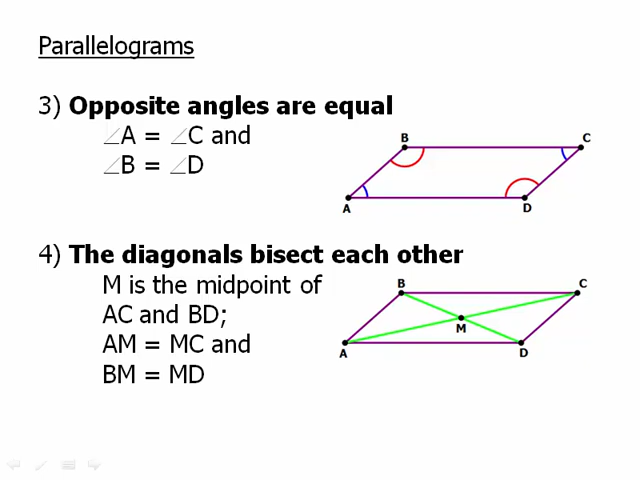 Parallelograms
3) Opposite angles are equal
∠A = ∠C and
∠B = ∠D
B
C
A
D
4) The diagonals bisect each other
M is the midpoint of
AC and BD;
AM = MC and
BM = MD
B
C
M
A
D